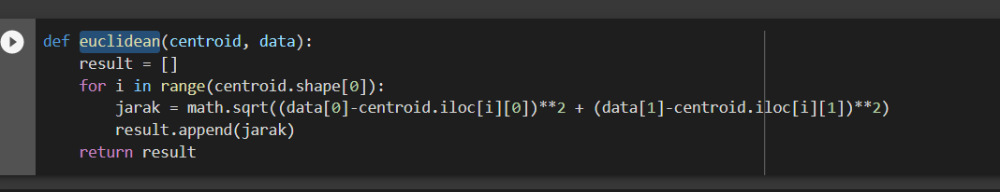 def euclidean(centroid, data):
    result = []
    for i in range(centroid.shape[0]):
        jarak = math.sqrt((data[0]-centroid.iloc[i][0])**2 + (data[1]-centroid.iloc[i][1])**2)
        result.append(jarak)
    return result